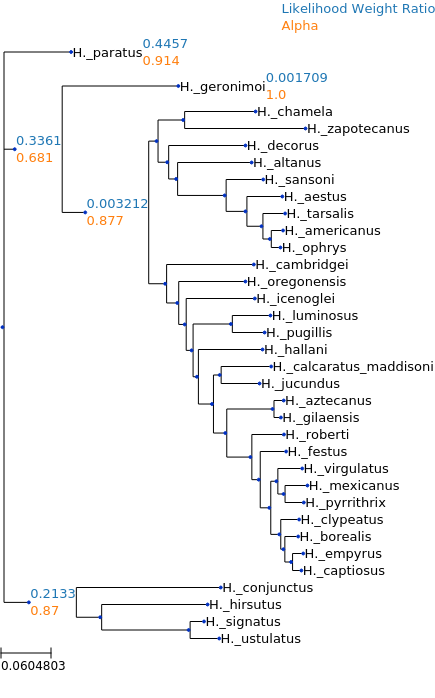 Likelihood Weight Ratio
Alpha
H._paratus
0.4457
0.914
H._geronimoi
0.001709
1.0
H._chamela
H._zapotecanus
0.3361
0.681
H._decorus
H._altanus
H._sansoni
H._aestus
0.003212
0.877
H._tarsalis
H._americanus
H._ophrys
H._cambridgei
H._oregonensis
H._icenoglei
H._luminosus
H._pugillis
H._hallani
H._calcaratus_maddisoni
H._jucundus
H._aztecanus
H._gilaensis
H._roberti
H._festus
H._virgulatus
H._mexicanus
H._pyrrithrix
H._clypeatus
H._borealis
H._empyrus
H._captiosus
0.2133
0.87
H._conjunctus
H._hirsutus
H._signatus
H._ustulatus
0.0604803